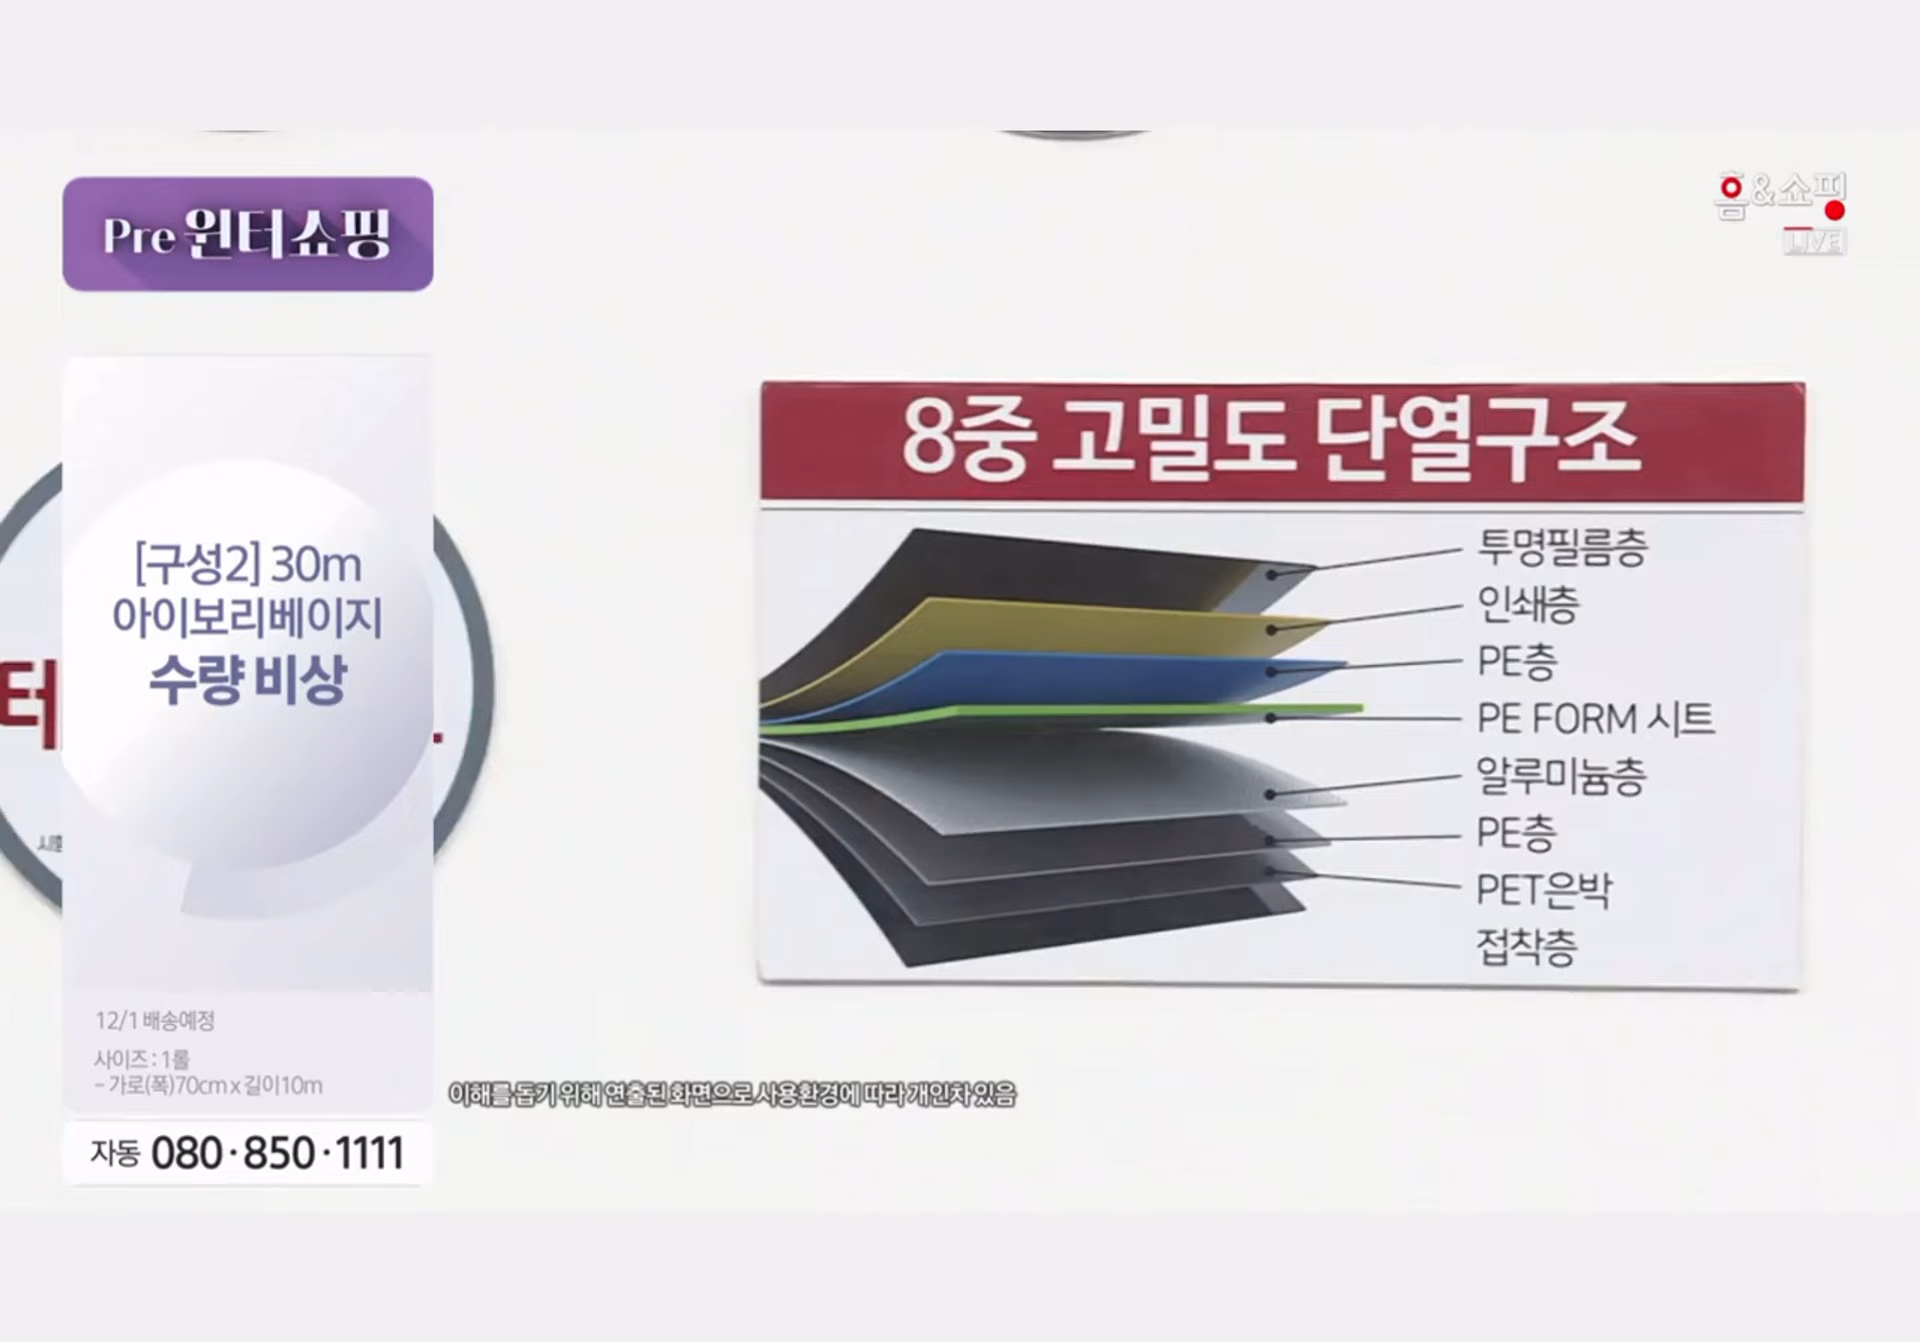 Pre 윈터쇼핑
홈&쇼핑
LIVE
[구성2] 30m
아이보리베이지
수량 비상
터
12/1 배송예정
사이즈 : 1롤
- 가로(폭)70cm x 길이10m
자동 080·850·1111
8중 고밀도 단열구조
투명필름층
인쇄층
PE층
PE FORM 시트
알루미늄층
PE층
PET은박
접착층
이해를 돕기 위해 연출된 화면으로 사용환경에 따라 개인차 있음